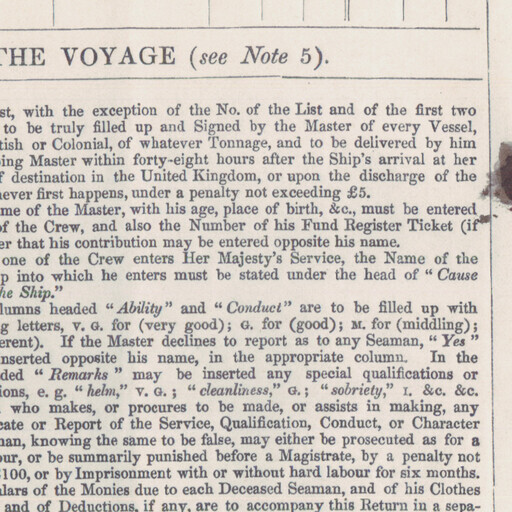 THE VOYAGE (see Note 5).
st, with the exception of the No. of the List and of the first two
to be truly filled up and Signed by the Master of every Vessel,
tish or Colonial, of whatever Tonnage, and to be delivered by him
ping Master within forty-eight hours after the Ship's arrival at her
f destination in the United Kingdom, or upon the discharge of the
never first happens, under a penalty not exceeding £5.
me of the Master, with his age, place of birth, &c., must be entered
of the Crew, and also the Number of his Fund Register Ticket (if
er that his contribution may be entered opposite his name.
one of the Crew enters Her Majesty's Service, the Name of the
p into which he enters must be stated under the head of "Cause
he Ship."
lumns headed "Ability" and "Conduct" are to be filled up with
g letters, V. G. for (very good); G. for (good); M. for (middling);
erent). If the Master declines to report as to any Seaman, "Yes"
inserted opposite his name, in the appropriate column. In the
ded "Remarks" may be inserted any special qualifications or
ions, e. g. "helm," V. G.; "cleanliness," G.; "sobriety," I. &c. &c.
who makes, or procures to be made, or assists in making, any
cate or Report of the Service, Qualification, Conduct, or Character
man, knowing the same to be false, may either be prosecuted as for a
our, or be summarily punished before a Magistrate, by a penalty not
£100, or by Imprisonment with or without hard labour for six months.
ulars of the Monies due to each Deceased Seaman, and of his Clothes
and of Deductions, if any, are to accompany this Return in a sepa-